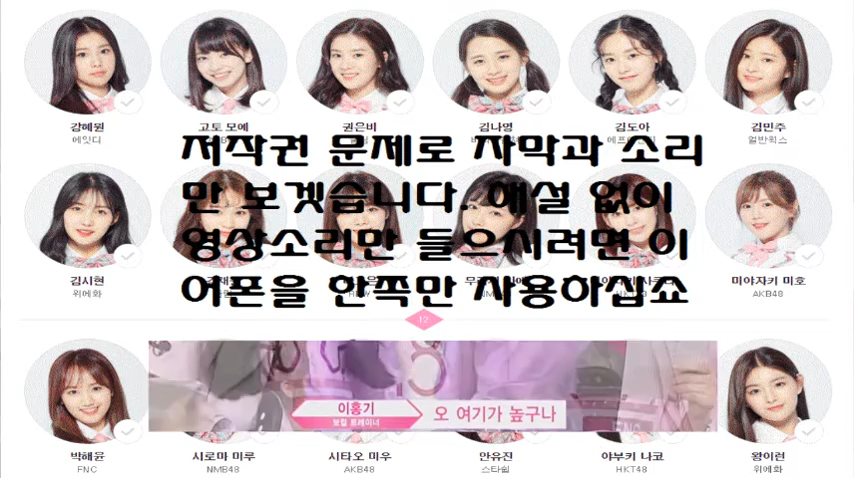 강혜원 고토 모에 권은비 김나영 김도아 김민주
에잇디 얼반웍스
저작권 문제로 자막과 소리
만 보겠습니다. 해설 없이
영상소리만 들으시려면 이
어폰을 한쪽만 사용하십쇼
김시현 미야자키 미호
위에화 AKB48
12
이홍기 오 여기가 높구나
보컬 트레이너
박해윤 시로마 미루 시타오 미우 안유진 야부키 나코 왕이런
FNC NMB48 AKB48 스타쉽 HKT48 위에화